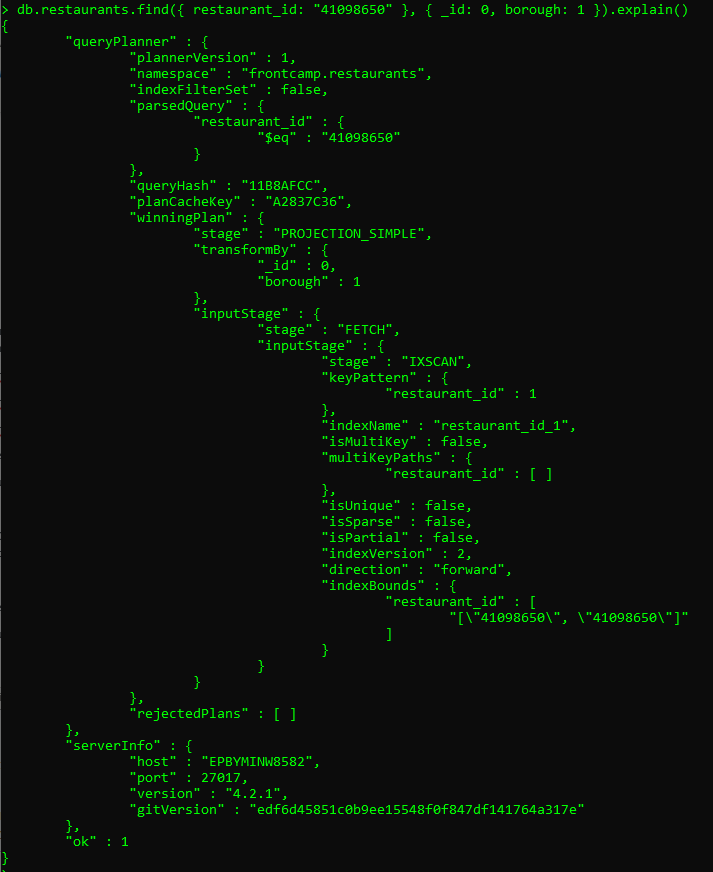 > db.restaurants.find({ restaurant_id: "41098650" }, { _id: 0, borough: 1 }).explain()
{
        "queryPlanner" : {
                "plannerVersion" : 1,
                "namespace" : "frontcamp.restaurants",
                "indexFilterSet" : false,
                "parsedQuery" : {
                        "restaurant_id" : {
                                "$eq" : "41098650"
                        }
                },
                "queryHash" : "11B8AFCC",
                "planCacheKey" : "A2837C36",
                "winningPlan" : {
                        "stage" : "PROJECTION_SIMPLE",
                        "transformBy" : {
                                "_id" : 0,
                                "borough" : 1
                        },
                        "inputStage" : {
                                "stage" : "FETCH",
                                "inputStage" : {
                                        "stage" : "IXSCAN",
                                        "keyPattern" : {
                                                "restaurant_id" : 1
                                        },
                                        "indexName" : "restaurant_id_1",
                                        "isMultiKey" : false,
                                        "multiKeyPaths" : {
                                                "restaurant_id" : [ ]
                                        },
                                        "isUnique" : false,
                                        "isSparse" : false,
                                        "isPartial" : false,
                                        "indexVersion" : 2,
                                        "direction" : "forward",
                                        "indexBounds" : {
                                                "restaurant_id" : [
                                                        "[\"41098650\", \"41098650\"]"
                                                ]
                                        }
                                }
                        }
                },
                "rejectedPlans" : [ ]
        },
        "serverInfo" : {
                "host" : "EPBYMINW8582",
                "port" : 27017,
                "version" : "4.2.1",
                "gitVersion" : "edf6d45851c0b9ee15548f0f847df141764a317e"
        },
        "ok" : 1
}